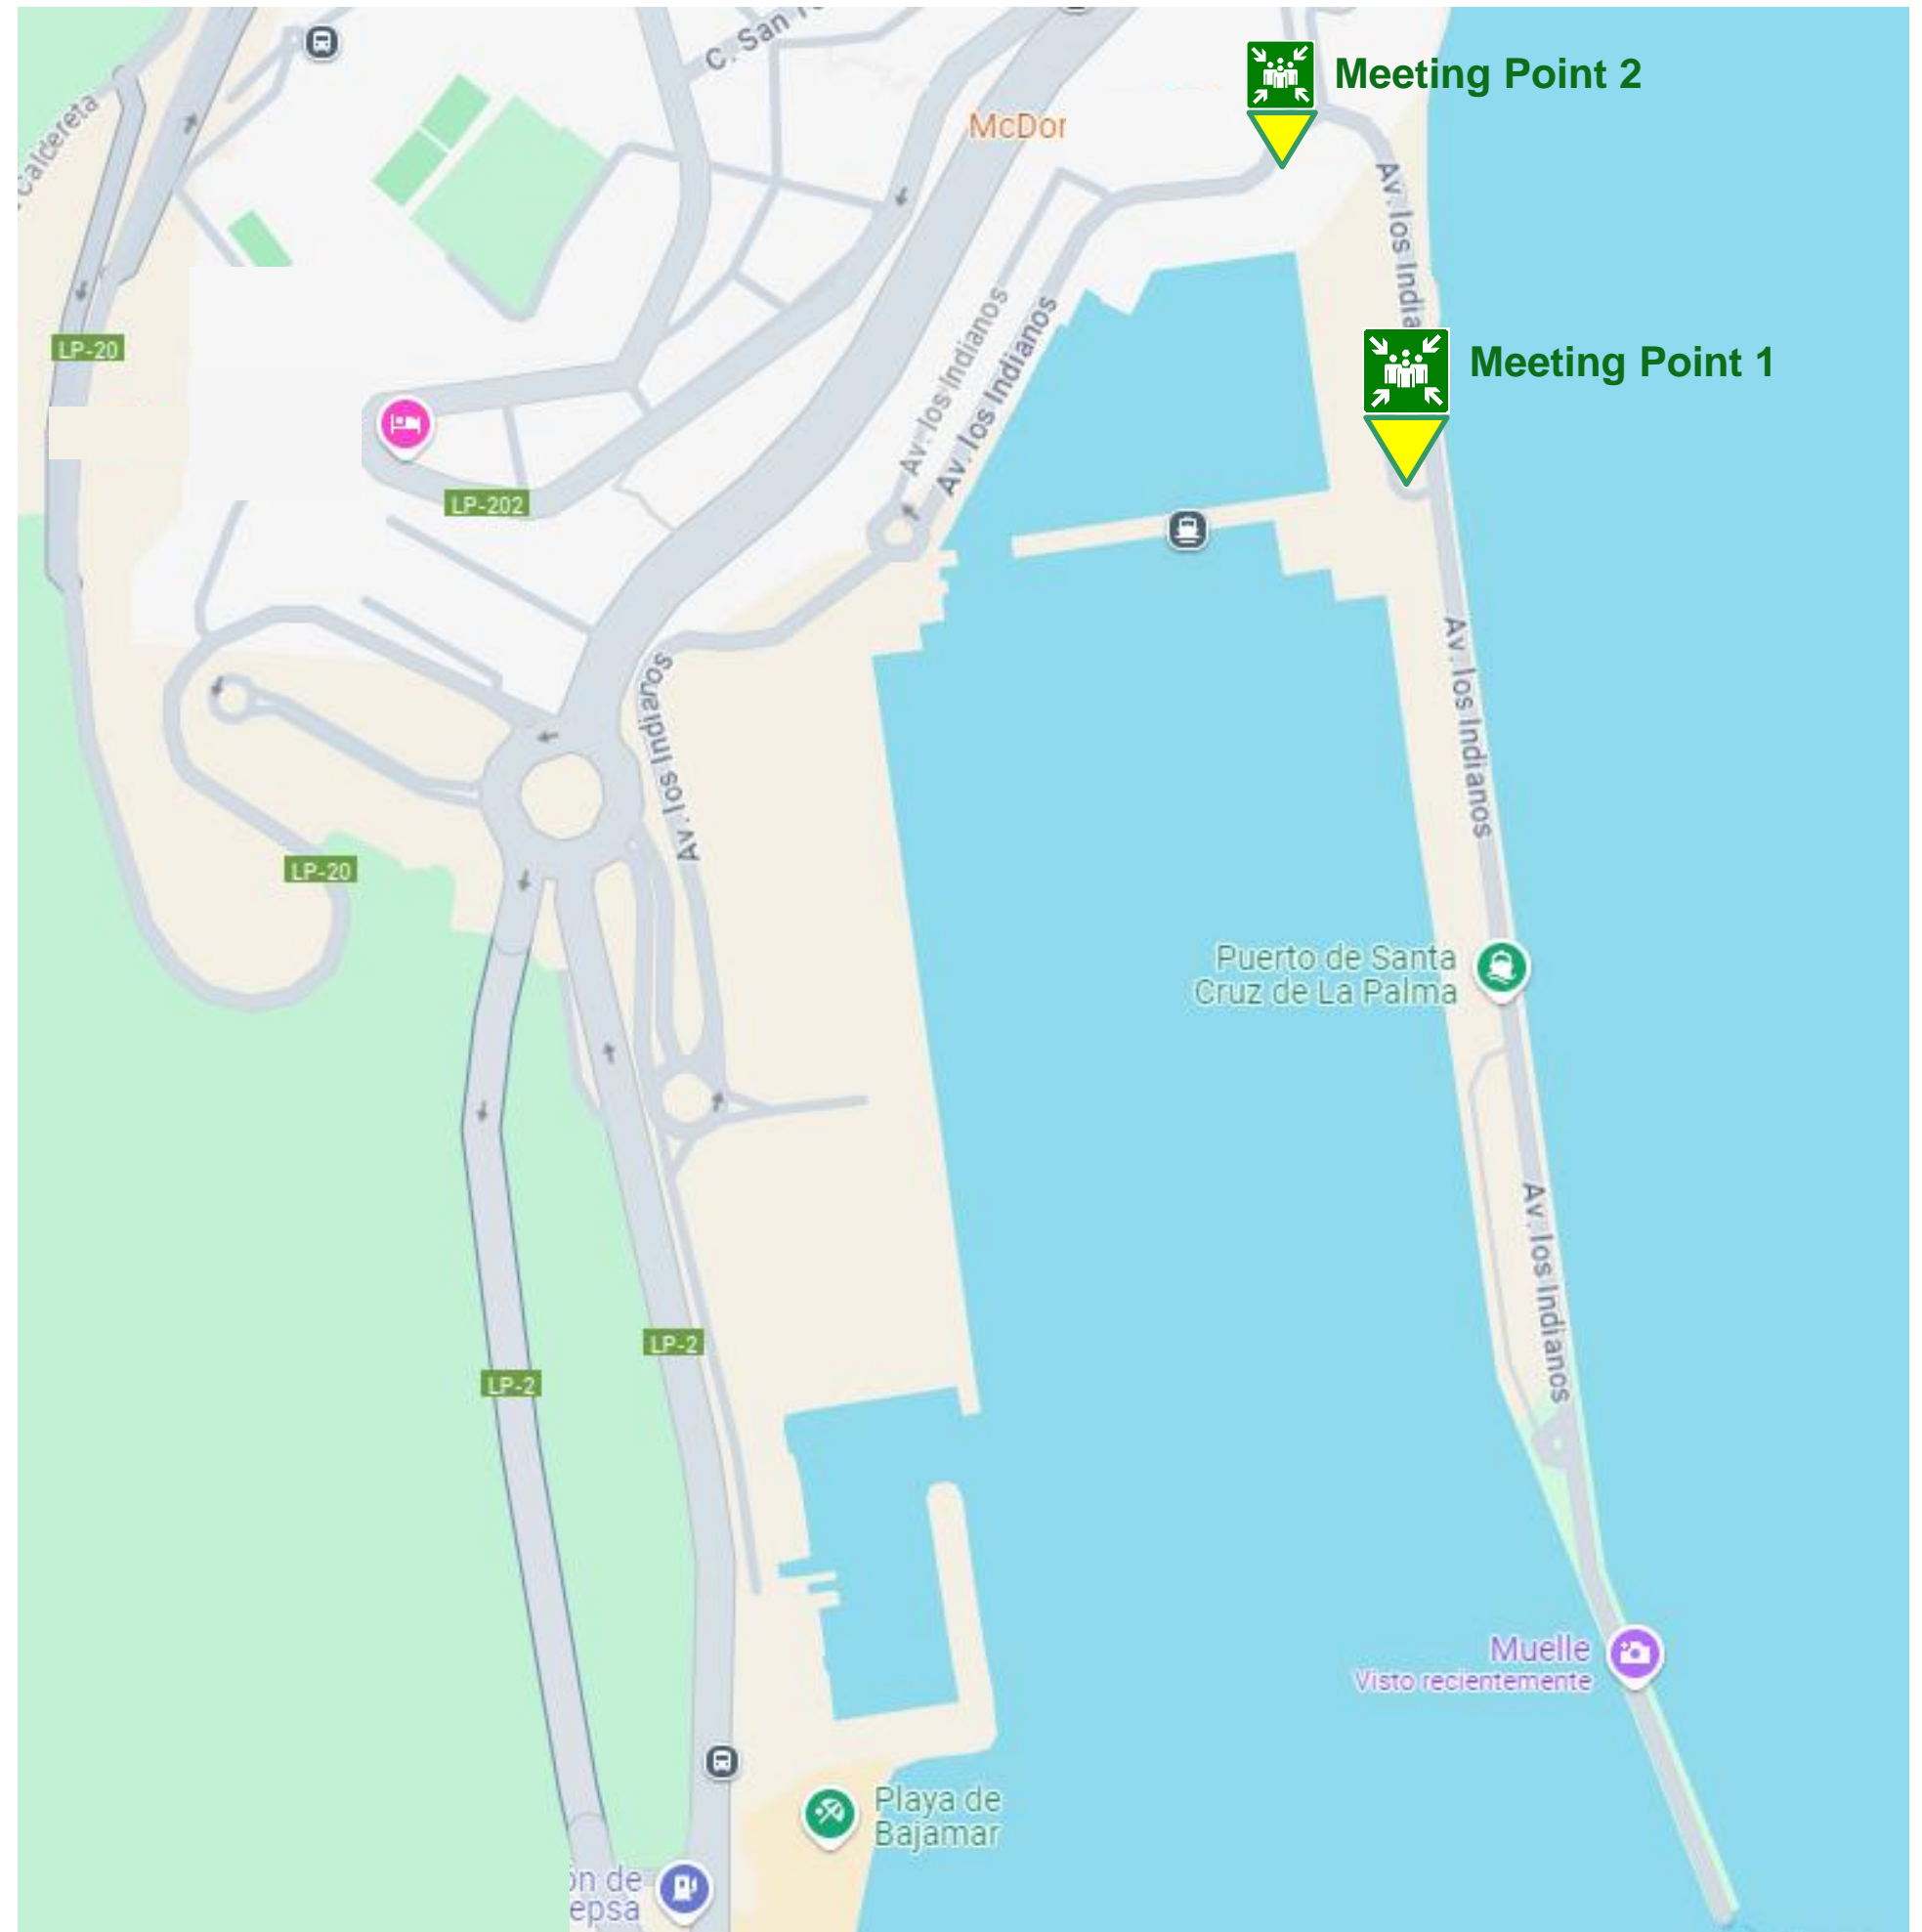 C. San
Meeting Point 2
McDor
Caldereta
Av. los India
LP-20
Meeting Point 1
Av. los Indianos
Av. los Indianos
LP-202
Av. los Indianos
Av. los Indianos
LP-20
Puerto de Santa
Cruz de La Palma
Av. los Indianos
LP-2
LP-2
Muelle
Visto recientemente
Playa de
Bajamar
ón de
epsa